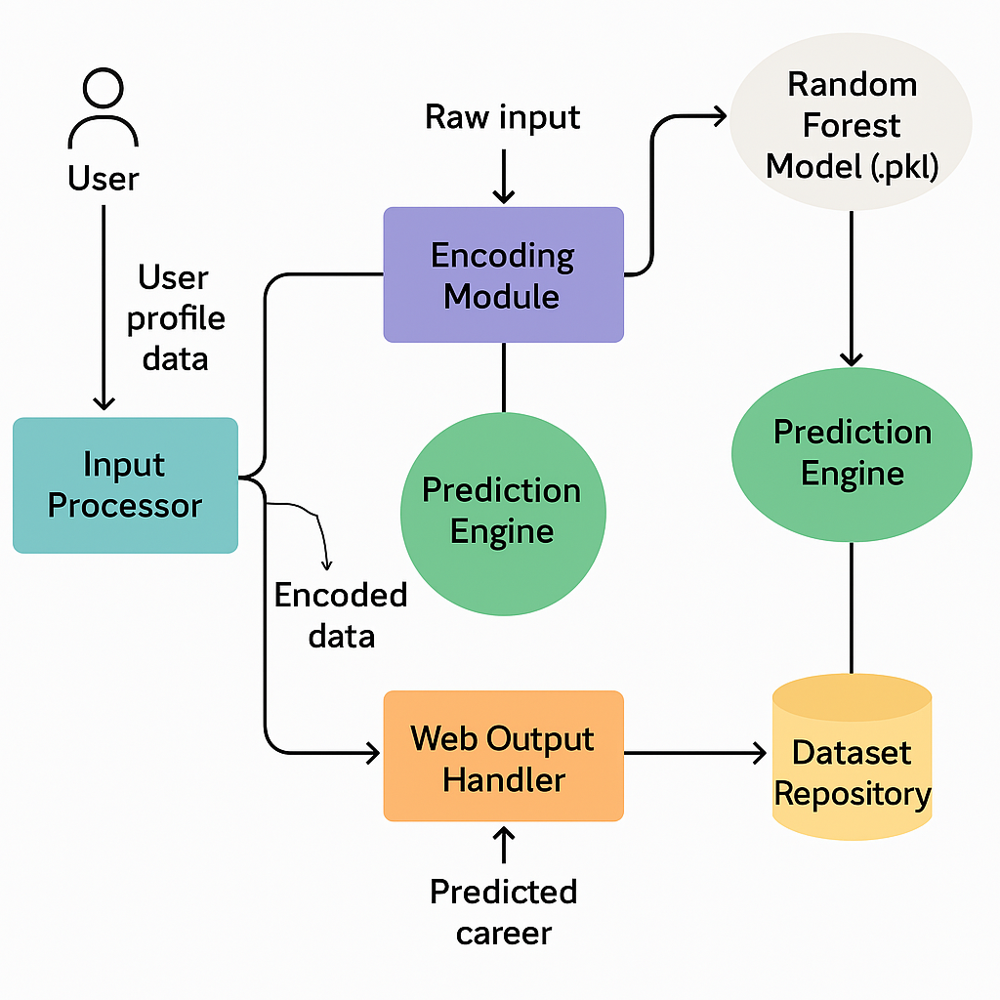 User
User
profile
data
Input
Processor
Raw input
Encoding
Module
Random
Forest
Model (.pkl)
Prediction
Engine
Prediction
Engine
Encoded
data
Web Output
Handler
Dataset
Repository
Predicted
career